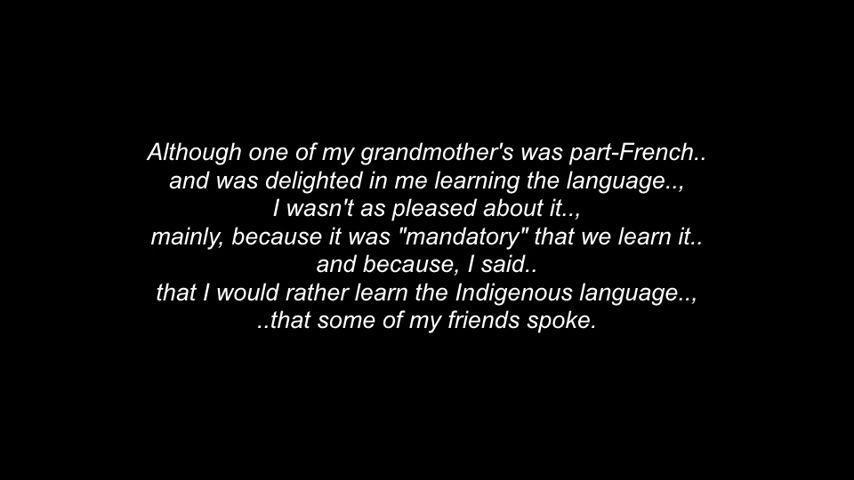 Although one of my grandmother's was part-French..
and was delighted in me learning the language..,
I wasn't as pleased about it..,
mainly, because it was "mandatory" that we learn it..
and because, I said..
that I would rather learn the Indigenous language..,
..that some of my friends spoke.